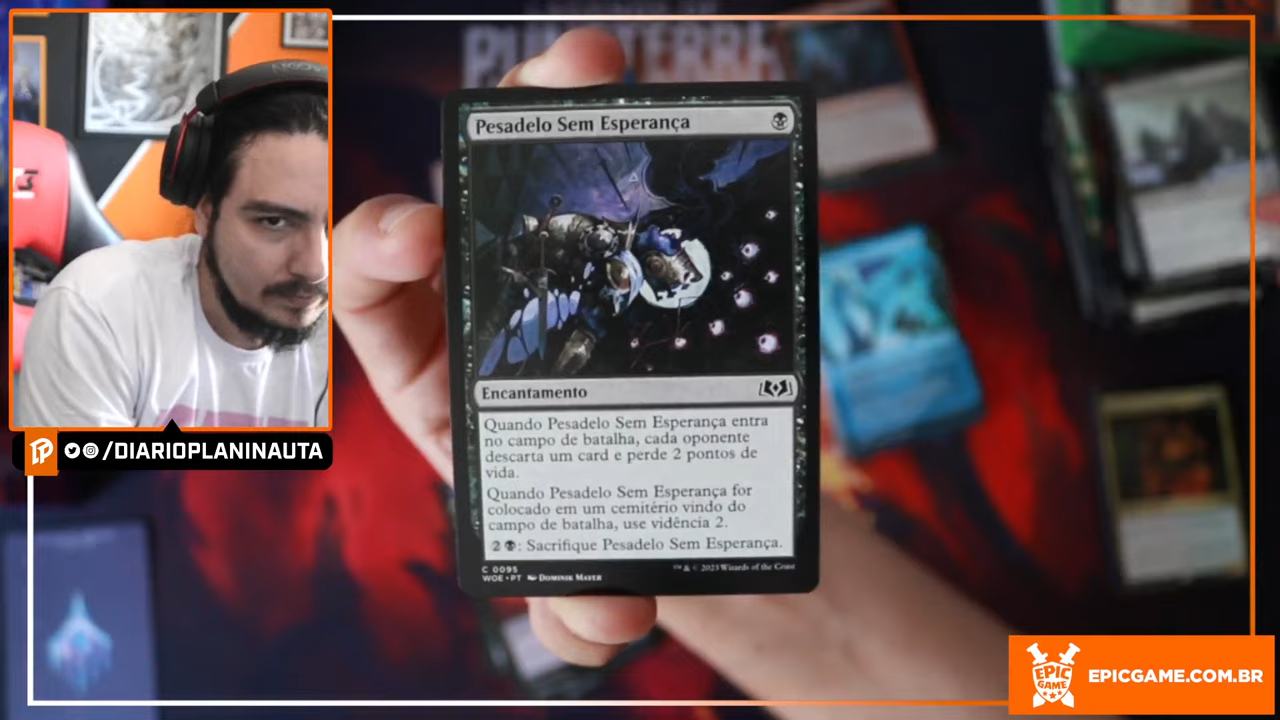 Pesadelo Sem Esperança
Encantamento
Quando Pesadelo Sem Esperança entra
no campo de batalha, cada oponente
descarta um card e perde 2 pontos de
vida.
Quando Pesadelo Sem Esperança for
colocado em um cemitério vindo do
campo de batalha, use vidência 2.
2 : Sacrifique Pesadelo Sem Esperança.
C 0095
WOE • PT Dominik Mayer
™ & © 2023 Wizards of the Coast
/DIARIOPLANINAUTA
EPIC
GAME
EPICGAME.COM.BR